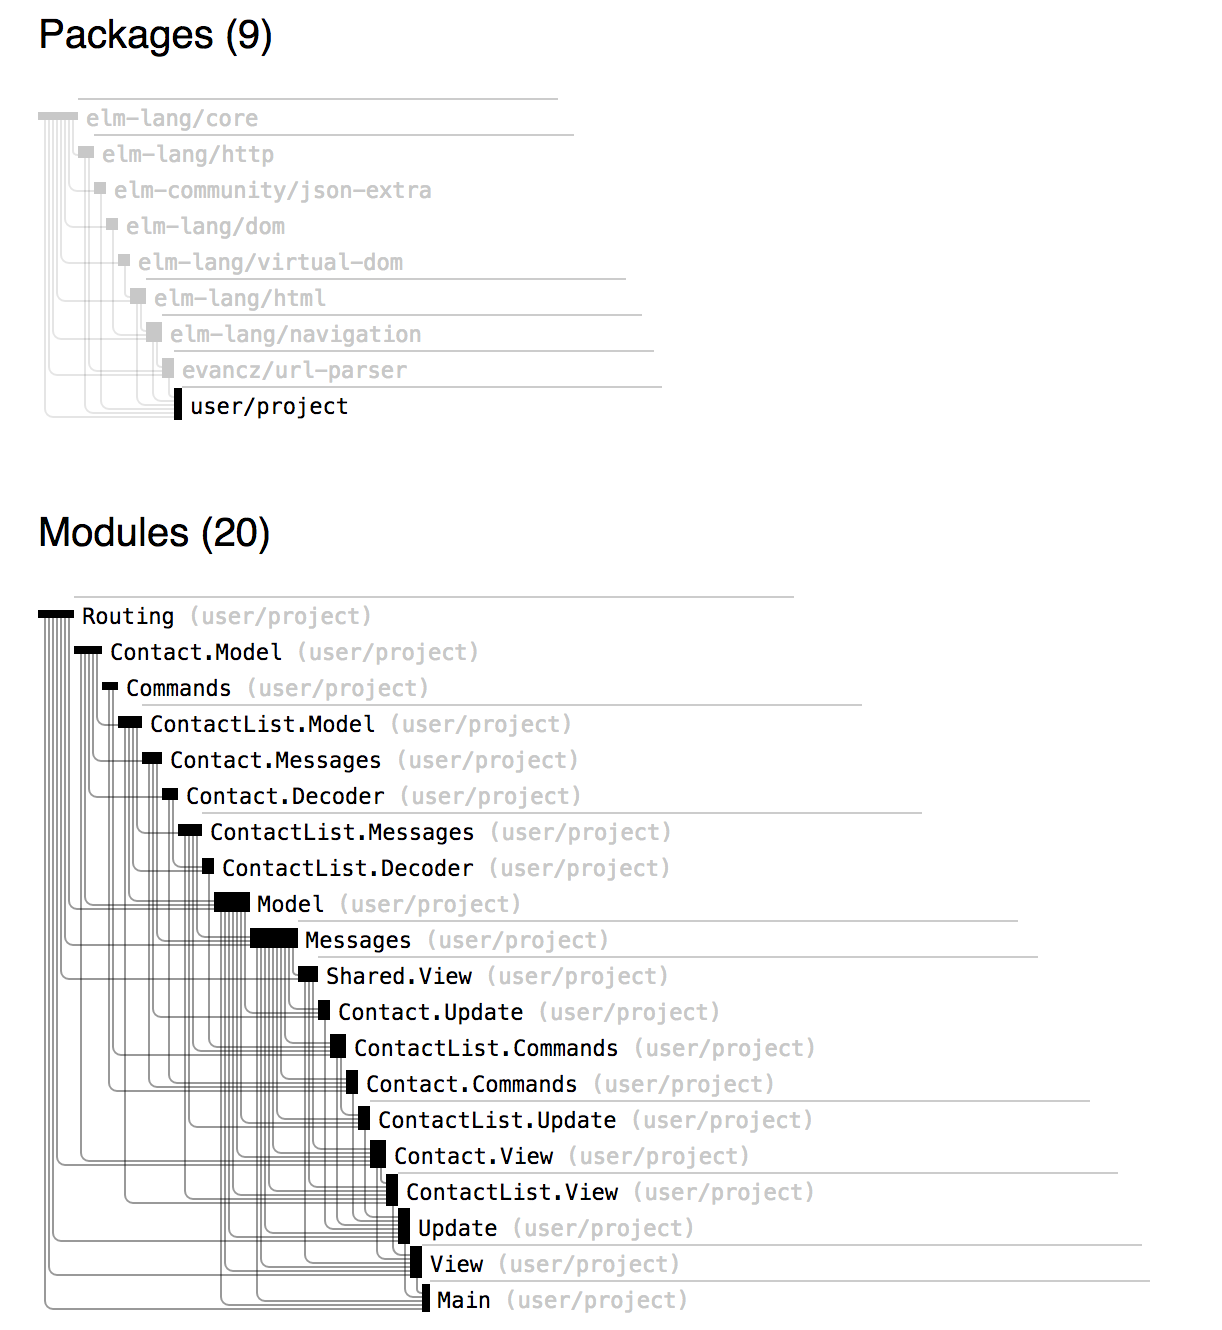 Packages (9)
elm-lang/core
elm-lang/http
elm-community/json-extra
elm-lang/dom
elm-lang/virtual-dom
elm-lang/html
elm-lang/navigation
evancz/url-parser
user/project
Modules (20)
Routing (user/project)
Contact.Model (user/project)
Commands (user/project)
ContactList.Model (user/project)
Contact.Messages (user/project)
Contact.Decoder (user/project)
ContactList.Messages (user/project)
ContactList.Decoder (user/project)
Model (user/project)
Messages (user/project)
Shared.View (user/project)
Contact.Update (user/project)
ContactList.Commands (user/project)
Contact.Commands (user/project)
ContactList.Update (user/project)
Contact.View (user/project)
ContactList.View (user/project)
Update (user/project)
View (user/project)
Main (user/project)